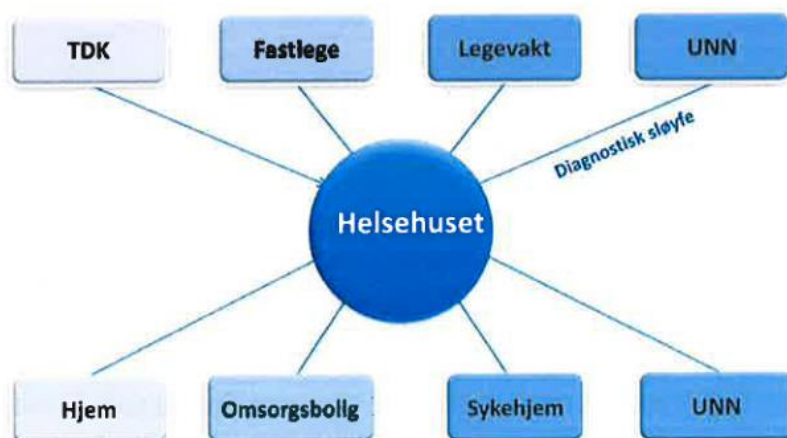 TDK
Fastlege
Legevakt
UNN
Diagnostisk sløyfe
Helsehuset
Hjem
Omsorgsbolig
Sykehjem
UNN